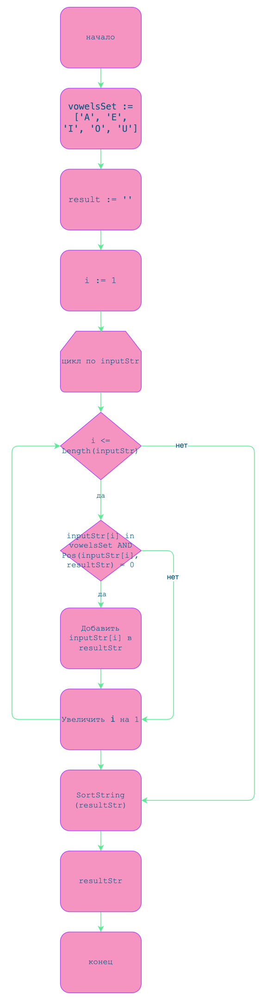 начало
vowelsSet :=
['A', 'E',
'I', 'O', 'U']
result := ''
i := 1
цикл по inputStr
i <=
Length(inputStr)
нет
да
inputStr[i] in
vowelsSet AND
Pos(inputStr[i],
resultStr) = 0
нет
да
Добавить
inputStr[i] в
resultStr
Увеличить i на 1
SortString
(resultStr)
resultStr
конец